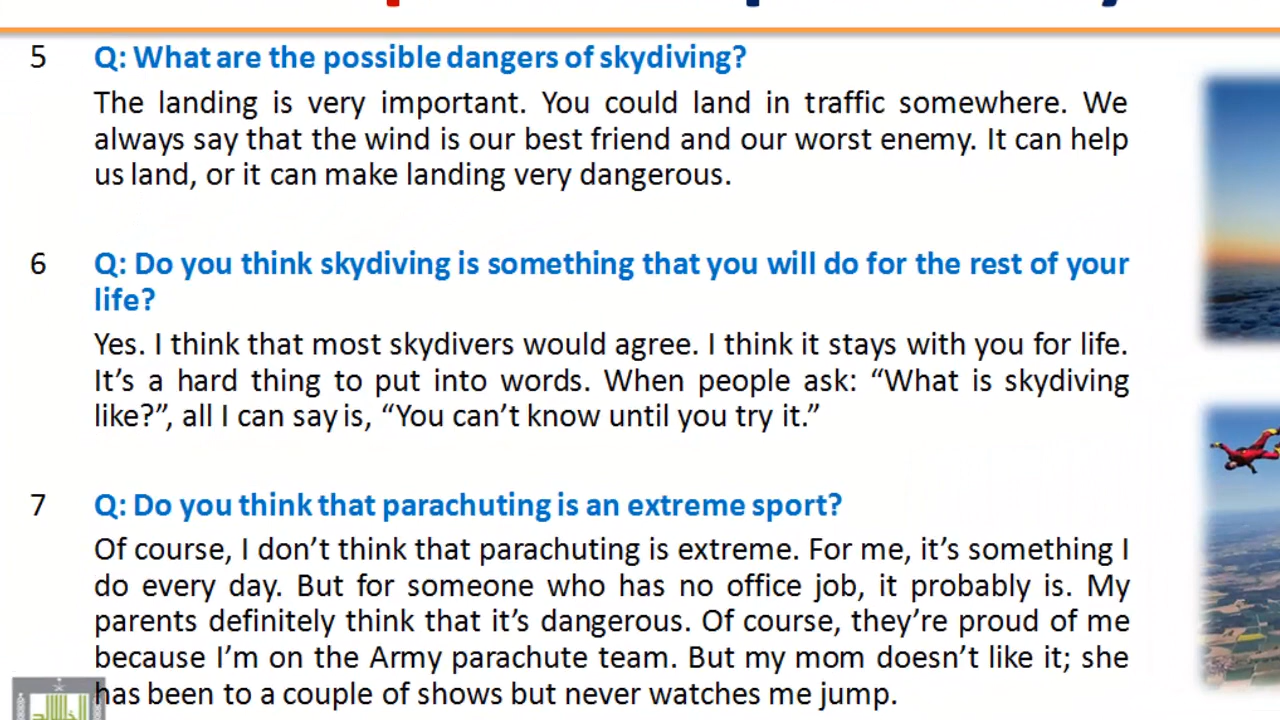 5 Q: What are the possible dangers of skydiving?
The landing is very important. You could land in traffic somewhere. We
always say that the wind is our best friend and our worst enemy. It can help
us land, or it can make landing very dangerous.
6 Q: Do you think skydiving is something that you will do for the rest of your
life?
Yes. I think that most skydivers would agree. I think it stays with you for life.
It’s a hard thing to put into words. When people ask: “What is skydiving
like?”, all I can say is, “You can’t know until you try it.”
7 Q: Do you think that parachuting is an extreme sport?
Of course, I don’t think that parachuting is extreme. For me, it’s something I
do every day. But for someone who has no office job, it probably is. My
parents definitely think that it’s dangerous. Of course, they’re proud of me
because I’m on the Army parachute team. But my mom doesn’t like it; she
has been to a couple of shows but never watches me jump.